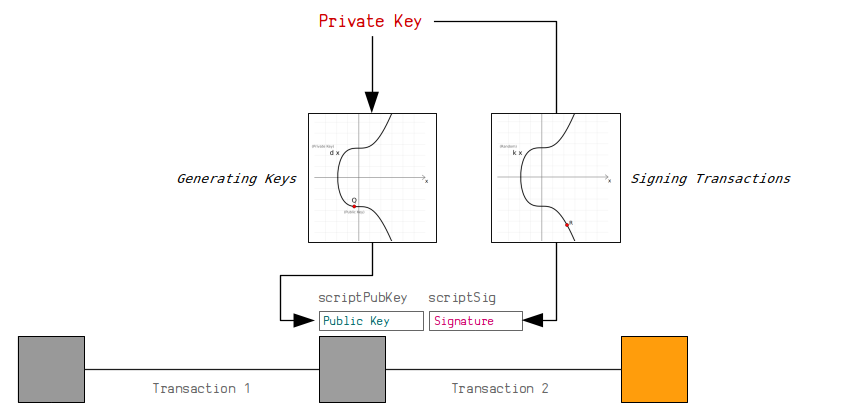 Private Key
(Private Key)
d x
x
Q
(Public Key)
(Random)
k x
x
R
Generating Keys
Signing Transactions
scriptPubKey scriptSig
Public Key Signature
Transaction 1 Transaction 2